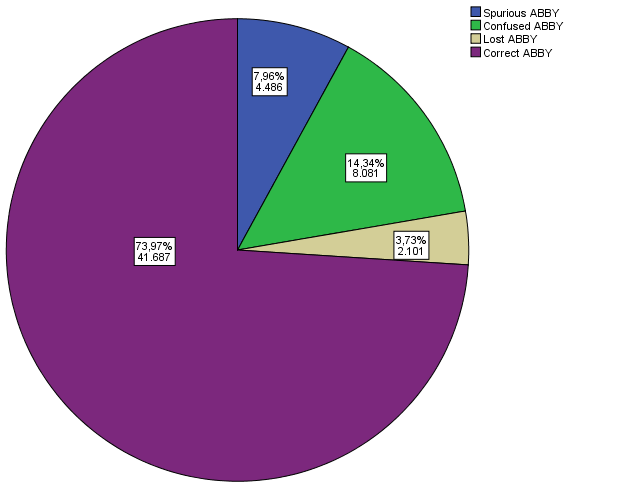 Spurious ABBY
Confused ABBY
Lost ABBY
Correct ABBY
7,96%
4.486
14,34%
8.081
3,73%
2.101
73,97%
41.687